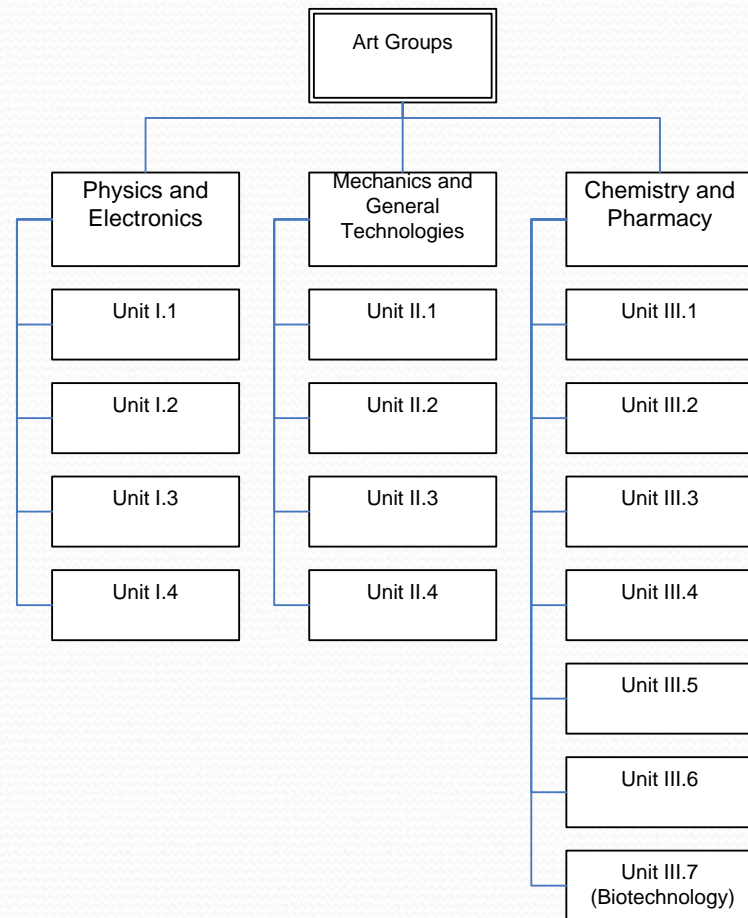 Art Groups
Physics and
Electronics
Unit I.1
Unit I.2
Unit I.3
Unit I.4
Mechanics and
General
Technologies
Unit II.1
Unit II.2
Unit II.3
Unit II.4
Chemistry and
Pharmacy
Unit III.1
Unit III.2
Unit III.3
Unit III.4
Unit III.5
Unit III.6
Unit III.7
(Biotechnology)